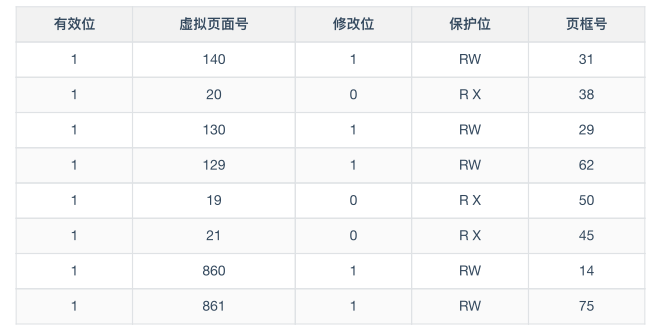 有效位 虚拟页面号 修改位 保护位 页框号
1 140 1 RW 31
1 20 0 R X 38
1 130 1 RW 29
1 129 1 RW 62
1 19 0 R X 50
1 21 0 R X 45
1 860 1 RW 14
1 861 1 RW 75